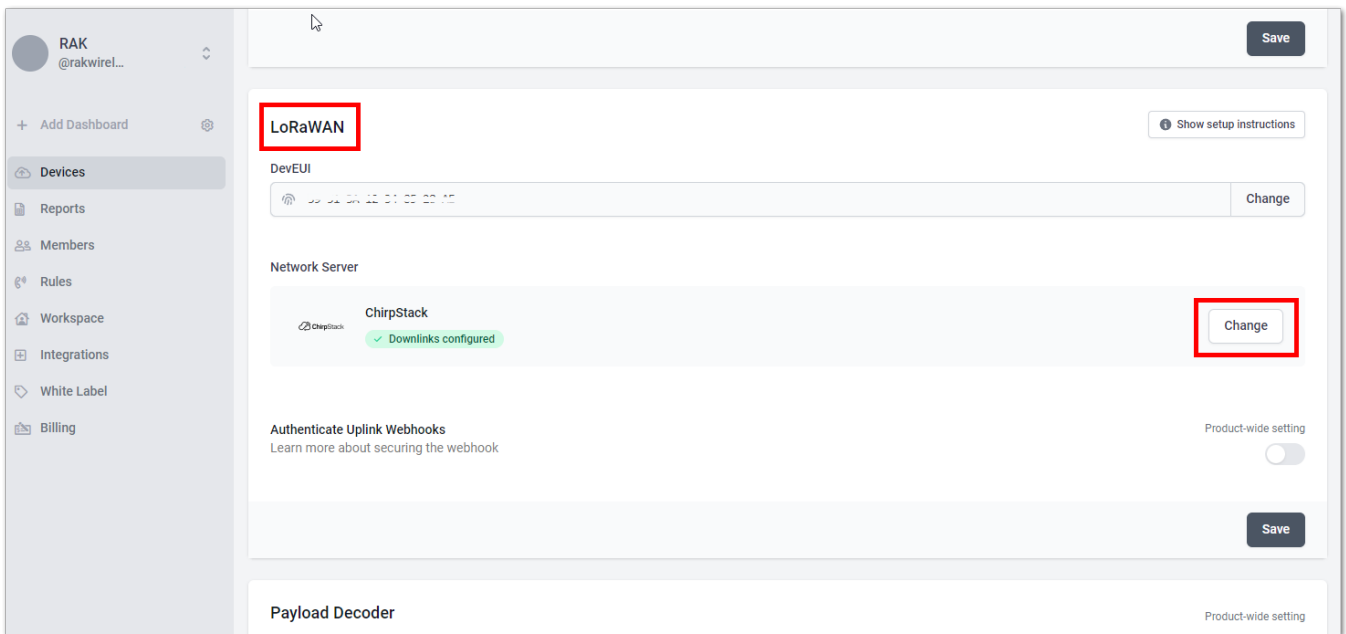 RAK
@rakwirel...
Add Dashboard
Devices
Reports
Members
Rules
Workspace
Integrations
White Label
Billing
Save
LoRaWAN
Show setup instructions
DevEUI
Change
Network Server
ChirpStack
ChirpStack
Downlinks configured
Change
Authenticate Uplink Webhooks
Product-wide setting
Learn more about securing the webhook
Save
Payload Decoder
Product-wide setting